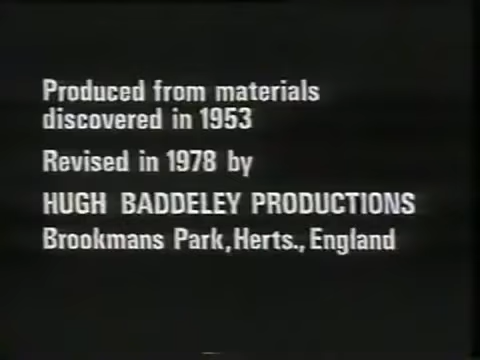 Produced from materials
discovered in 1953
Revised in 1978 by
HUGH BADDELEY PRODUCTIONS
Brookmans Park, Herts., England